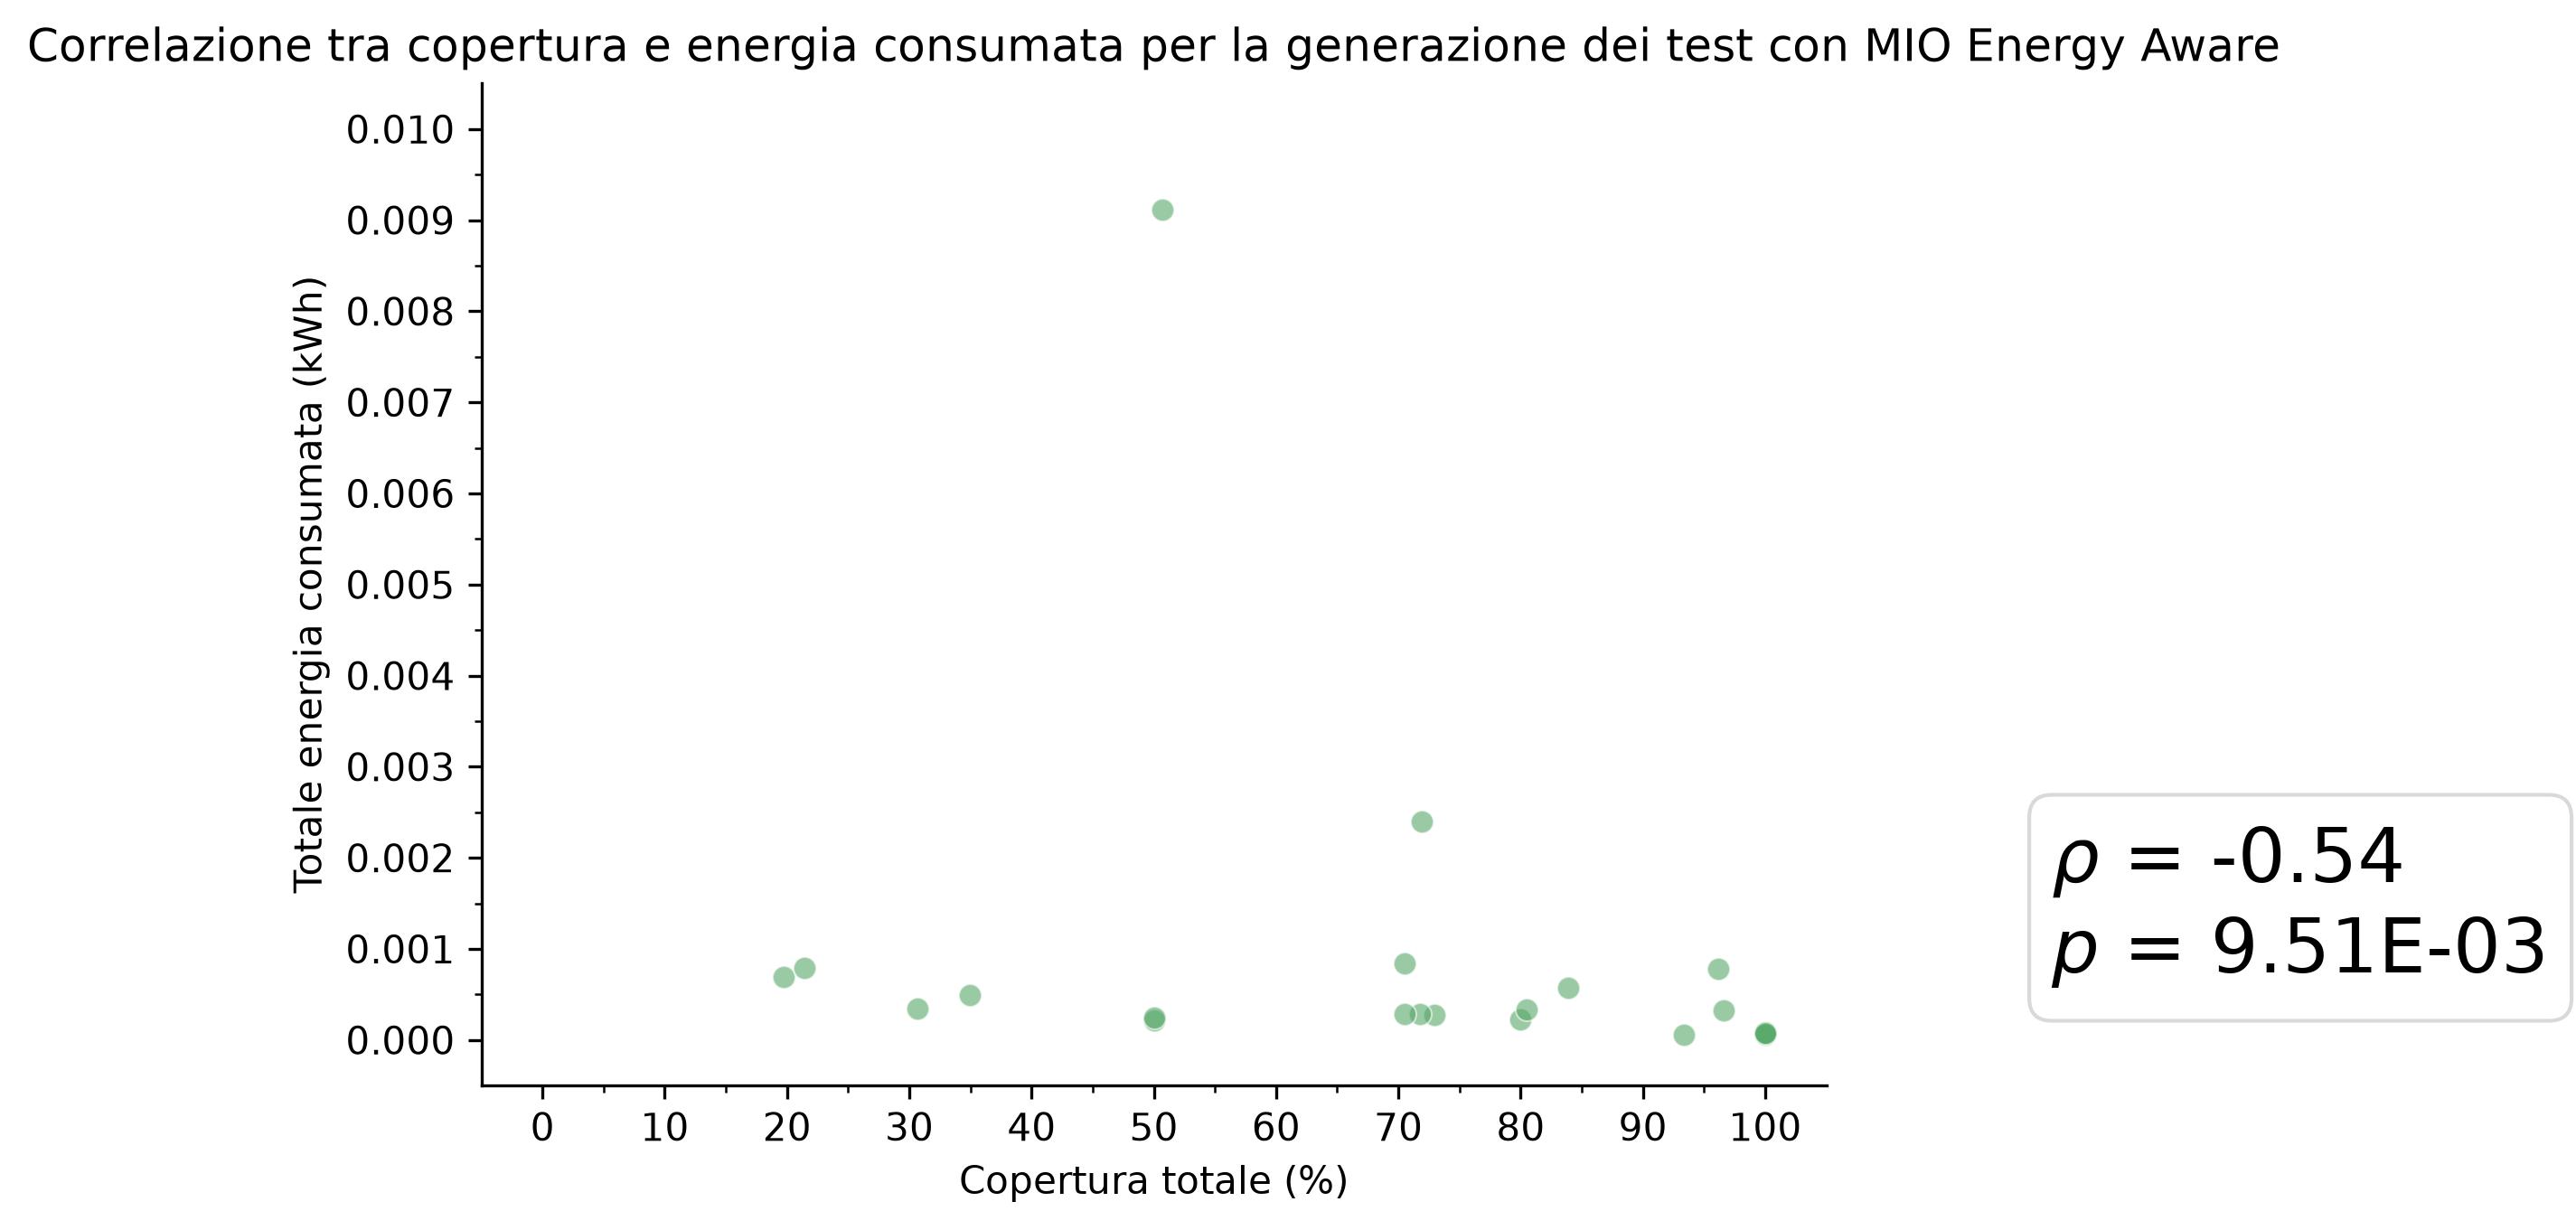 Correlazione tra copertura e energia consumata per la generazione dei test con MIO Energy Aware
Totale energia consumata (kWh)
0.010
0.009
0.008
0.007
0.006
0.005
0.004
0.003
0.002
0.001
0.000
0 10 20 30 40 50 60 70 80 90 100
Copertura totale (%)
ρ = -0.54
p = 9.51E-03